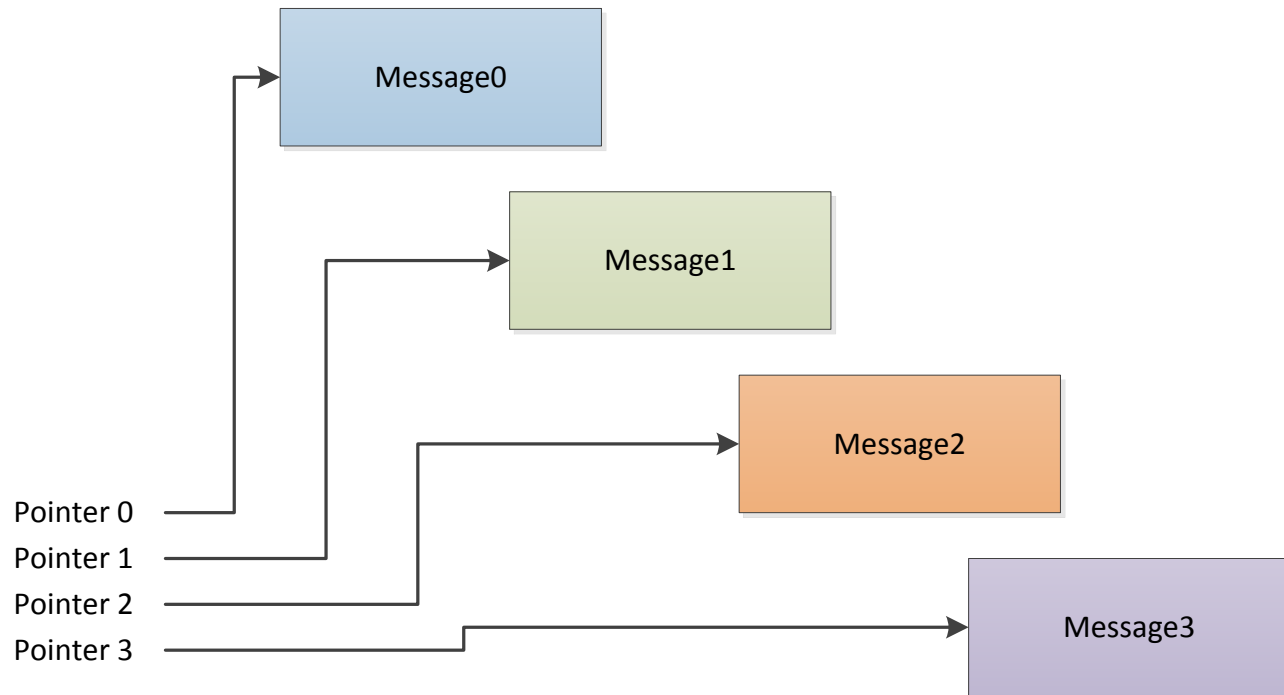 Message0
Message1
Message2
Pointer 0
Pointer 1
Pointer 2
Pointer 3
Message3